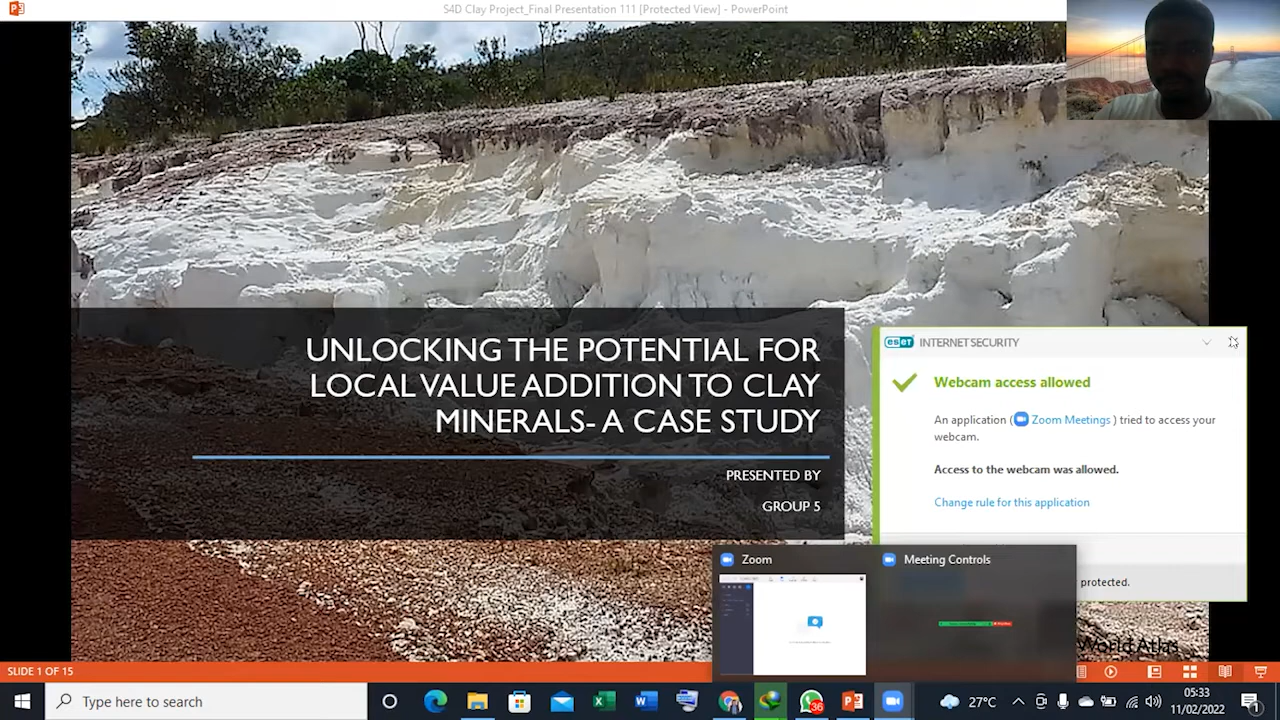 S4D Clay Project_Final Presentation 111 [Protected View] - PowerPoint
UNLOCKING THE POTENTIAL FOR
LOCAL VALUE ADDITION TO CLAY
MINERALS- A CASE STUDY
PRESENTED BY
GROUP 5
eset INTERNET SECURITY
Webcam access allowed
An application ( Zoom Meetings ) tried to access your
webcam.
Access to the webcam was allowed.
Change rule for this application
protected.
Zoom
Meeting Controls
World Atlas
SLIDE 1 OF 15
Type here to search
36
27°C
05:33
11/02/2022
1